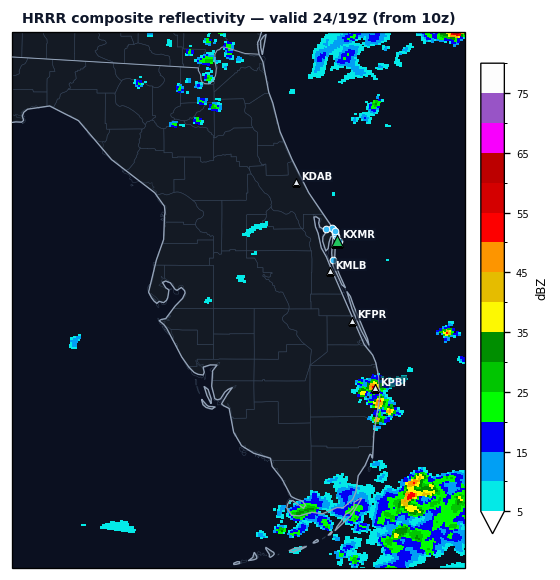 HRRR composite reflectivity — valid 24/19Z (from 10z)
KDAB
KXMR
KMLB
KFPR
KPBI
75
65
55
45
35
25
15
5
dBZ